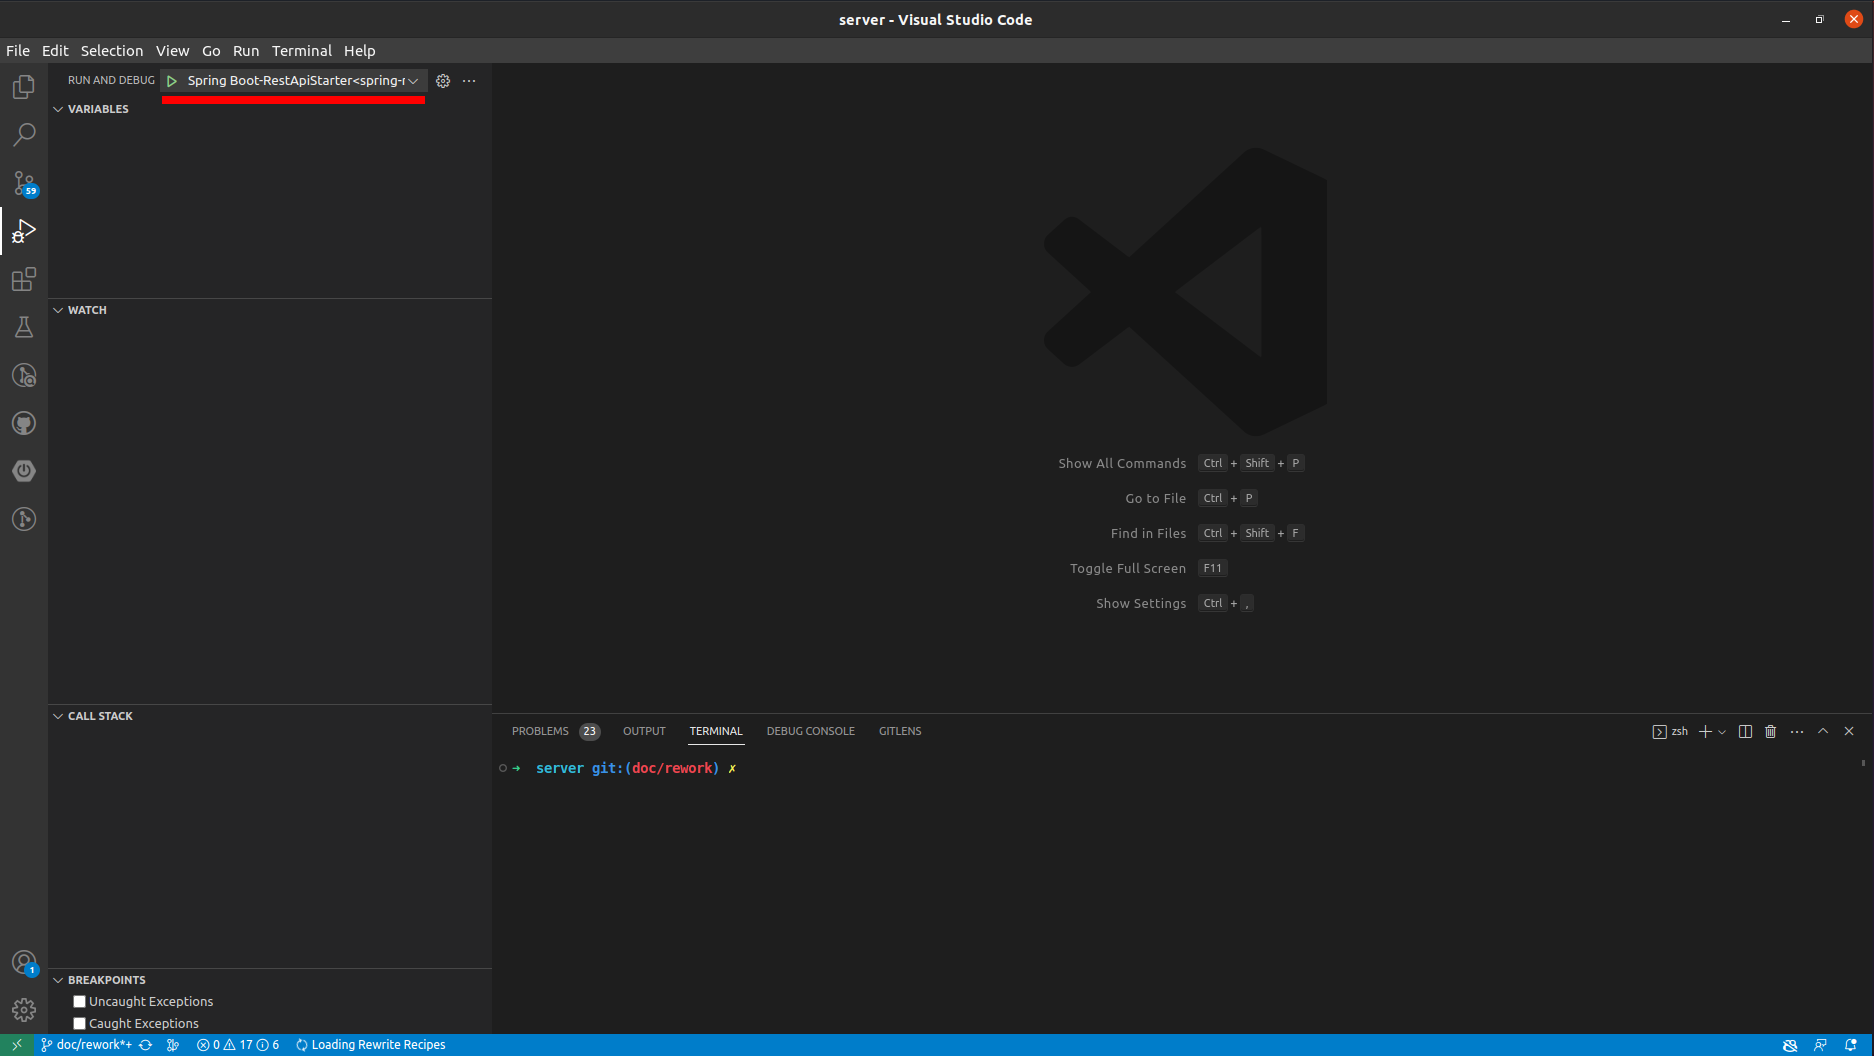 server - Visual Studio Code
File Edit Selection View Go Run Terminal Help
RUN AND DEBUG Spring Boot-RestApiStarter<spring-r
VARIABLES
59
WATCH
Show All Commands Ctrl + Shift + P
Go to File Ctrl + P
Find in Files Ctrl + Shift + F
Toggle Full Screen F11
Show Settings Ctrl + ,
CALL STACK
PROBLEMS 23 OUTPUT TERMINAL DEBUG CONSOLE GITLENS zsh
➜ server git:(doc/rework) ✗
1
BREAKPOINTS
Uncaught Exceptions
Caught Exceptions
doc/rework*+ 0 17 6 Loading Rewrite Recipes